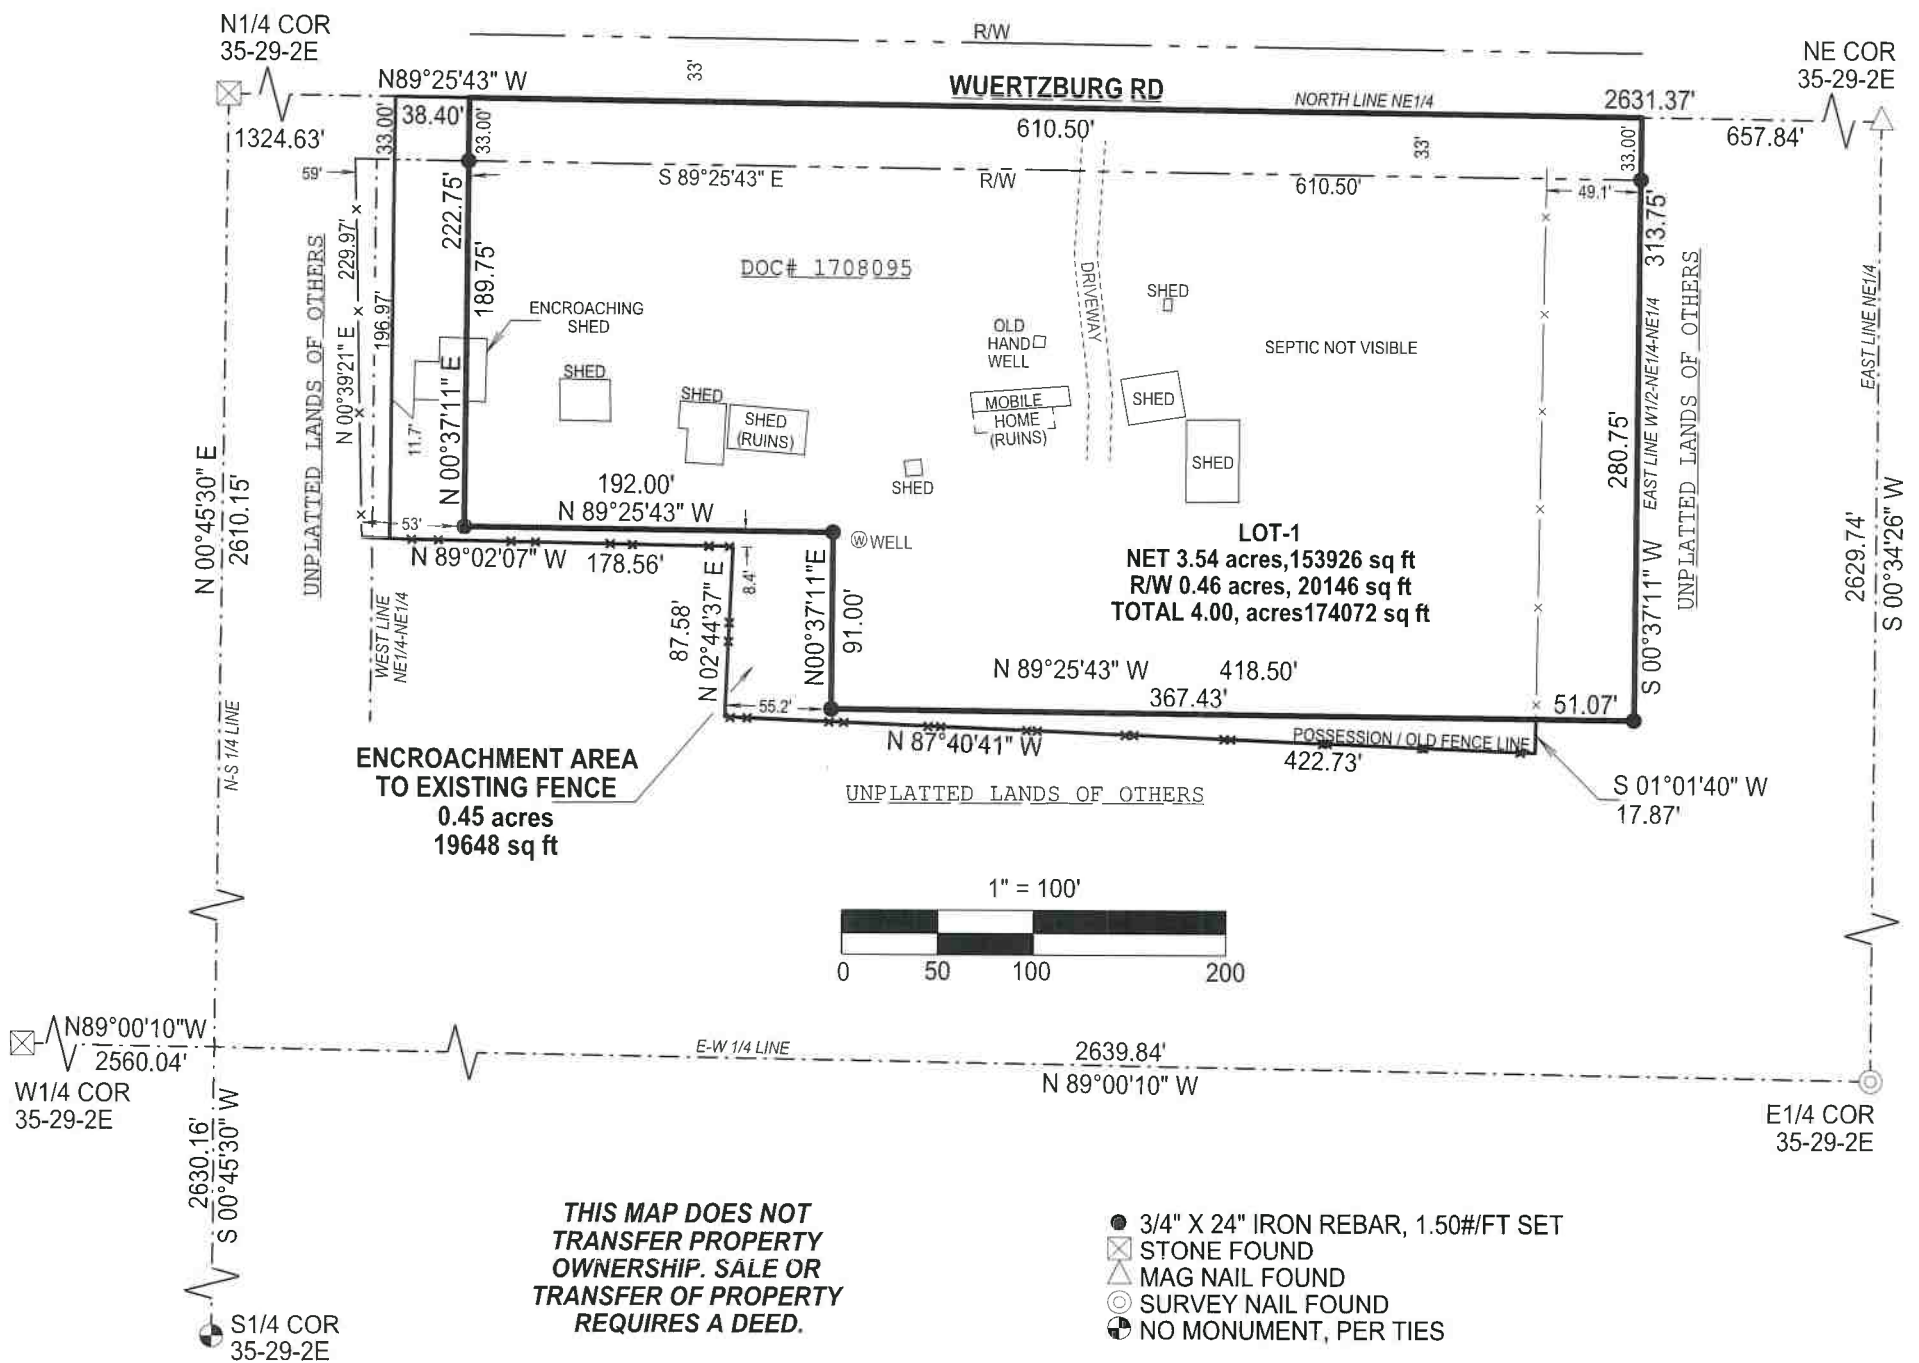 N1/4 COR
35-29-2E
R/W
NE COR
35-29-2E
N89°25'43" W
33'
WUERTZBURG RD
NORTH LINE NE1/4
2631.37'
1324.63'
33.00'
38.40'
33.00'
610.50'
33'
33.00'
657.84'
59'
S 89°25'43" E
R/W
610.50'
49.1'
222.75'
189.75'
N 00°37'11" E
229.97'
N 00°39'21" E
196.97'
UNPLATTED LANDS OF OTHERS
DOC# 1708095
ENCROACHING
SHED
DRIVEWAY
SHED
OLD
HAND
WELL
SEPTIC NOT VISIBLE
313.75'
280.75'
EAST LINE W1/2-NE1/4-NE1/4
S 00°37'11" W
UNPLATTED LANDS OF OTHERS
EAST LINE NE1/4
SHED
SHED
SHED
(RUINS)
MOBILE
HOME
(RUINS)
SHED
SHED
11.7'
SHED
192.00'
N 89°25'43" W
53'
WELL
W
N 89°02'07" W
178.56'
8.4'
N 00°45'30" E
2610.15'
LOT-1
NET 3.54 acres,153926 sq ft
R/W 0.46 acres, 20146 sq ft
TOTAL 4.00, acres174072 sq ft
2629.74'
S 00°34'26" W
WEST LINE
NE1/4-NE1/4
87.58'
N 02°44'37" E
N00°37'11"E
91.00'
N 89°25'43" W
418.50'
367.43'
51.07'
55.2'
N-S 1/4 LINE
N 87°40'41" W
POSSESSION / OLD FENCE LINE
422.73'
ENCROACHMENT AREA
TO EXISTING FENCE
0.45 acres
19648 sq ft
UNPLATTED LANDS OF OTHERS
S 01°01'40" W
17.87'
1" = 100'
0 50 100 200
N89°00'10"W
2560.04'
W1/4 COR
35-29-2E
E-W 1/4 LINE
2639.84'
N 89°00'10" W
E1/4 COR
35-29-2E
2630.16'
S 00°45'30" W
S1/4 COR
35-29-2E
THIS MAP DOES NOT
TRANSFER PROPERTY
OWNERSHIP. SALE OR
TRANSFER OF PROPERTY
REQUIRES A DEED.
3/4" X 24" IRON REBAR, 1.50#/FT SET
STONE FOUND
MAG NAIL FOUND
SURVEY NAIL FOUND
NO MONUMENT, PER TIES